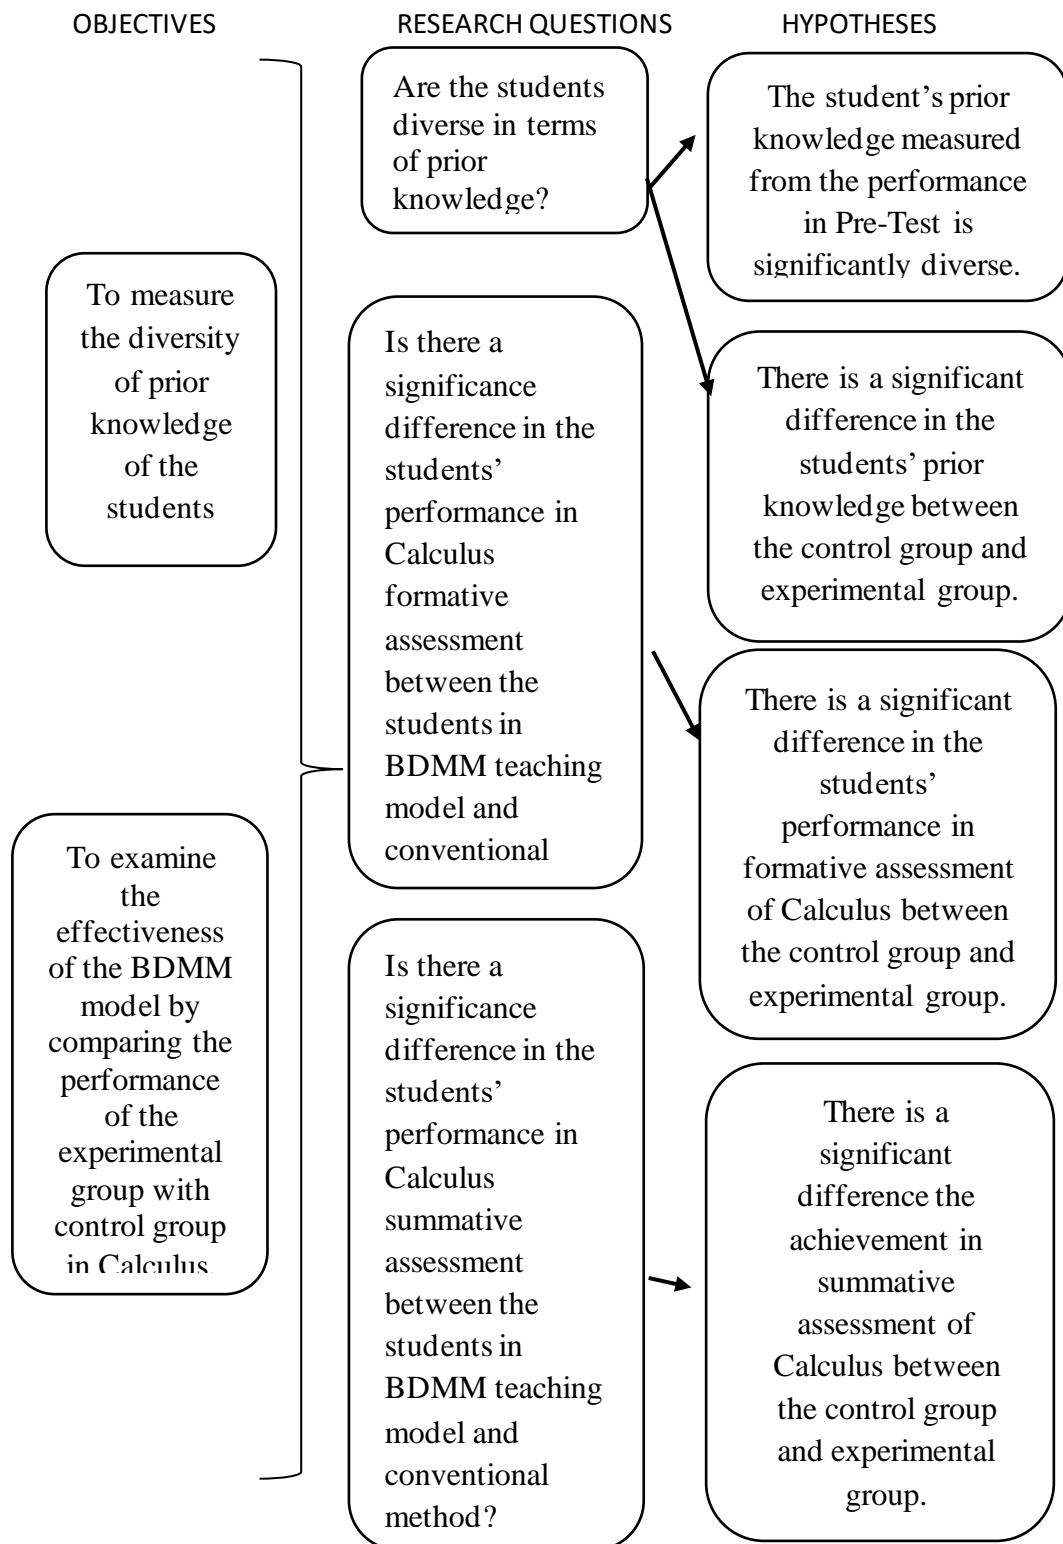 OBJECTIVES
RESEARCH QUESTIONS
HYPOTHESES
To measure
the diversity
of prior
knowledge
of the
students
To examine
the
effectiveness
of the BDMM
model by
comparing the
performance
of the
experimental
group with
control group
in Calculus.
Are the students
diverse in terms
of prior
knowledge?
Is there a
significance
difference in the
students’
performance in
Calculus
formative
assessment
between the
students in
BDMM teaching
model and
conventional
Is there a
significance
difference in the
students’
performance in
Calculus
summative
assessment
between the
students in
BDMM teaching
model and
conventional
method?
The student’s prior
knowledge measured
from the performance
in Pre-Test is
significantly diverse.
There is a significant
difference in the
students’ prior
knowledge between
the control group and
experimental group.
There is a significant
difference in the
students’
performance in
formative assessment
of Calculus between
the control group and
experimental group.
There is a
significant
difference the
achievement in
summative
assessment of
Calculus between
the control group
and experimental
group.